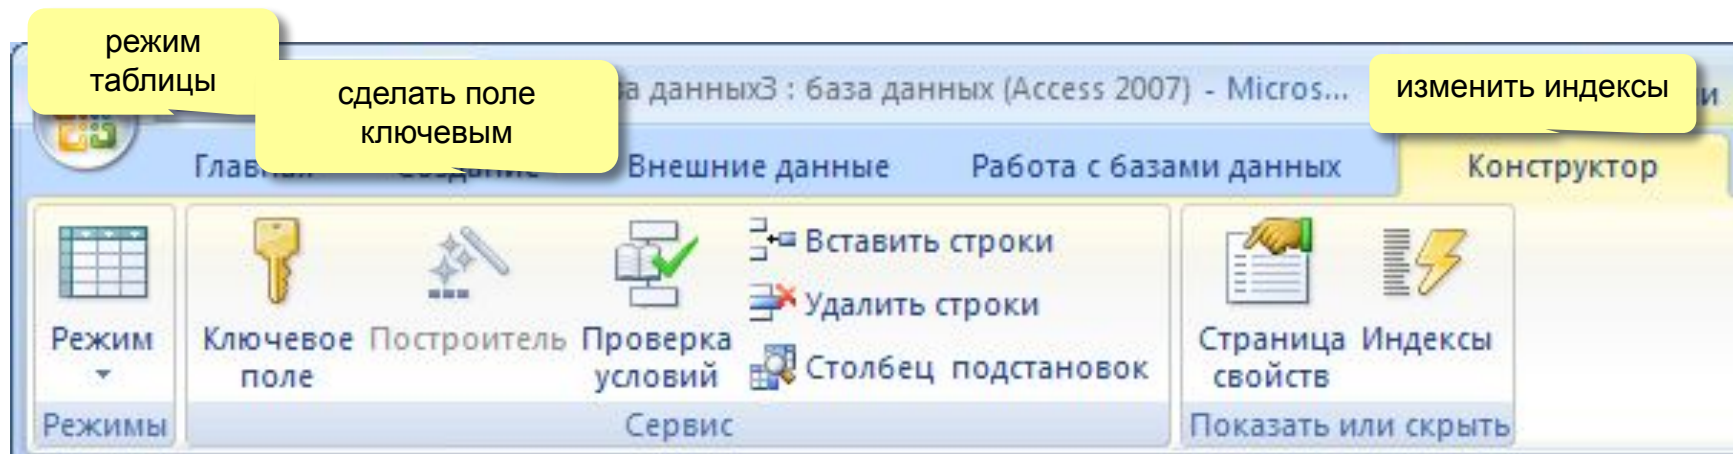 режим
таблицы
сделать поле
ключевым
изменить индексы
данных3 : база данных (Access 2007) - Micros...
Внешние данные
Работа с базами данных
Конструктор
Режим
Ключевое
поле
Построитель
Проверка
условий
Вставить строки
Удалить строки
Столбец подстановок
Страница
свойств
Индексы
Режимы
Сервис
Показать или скрыть